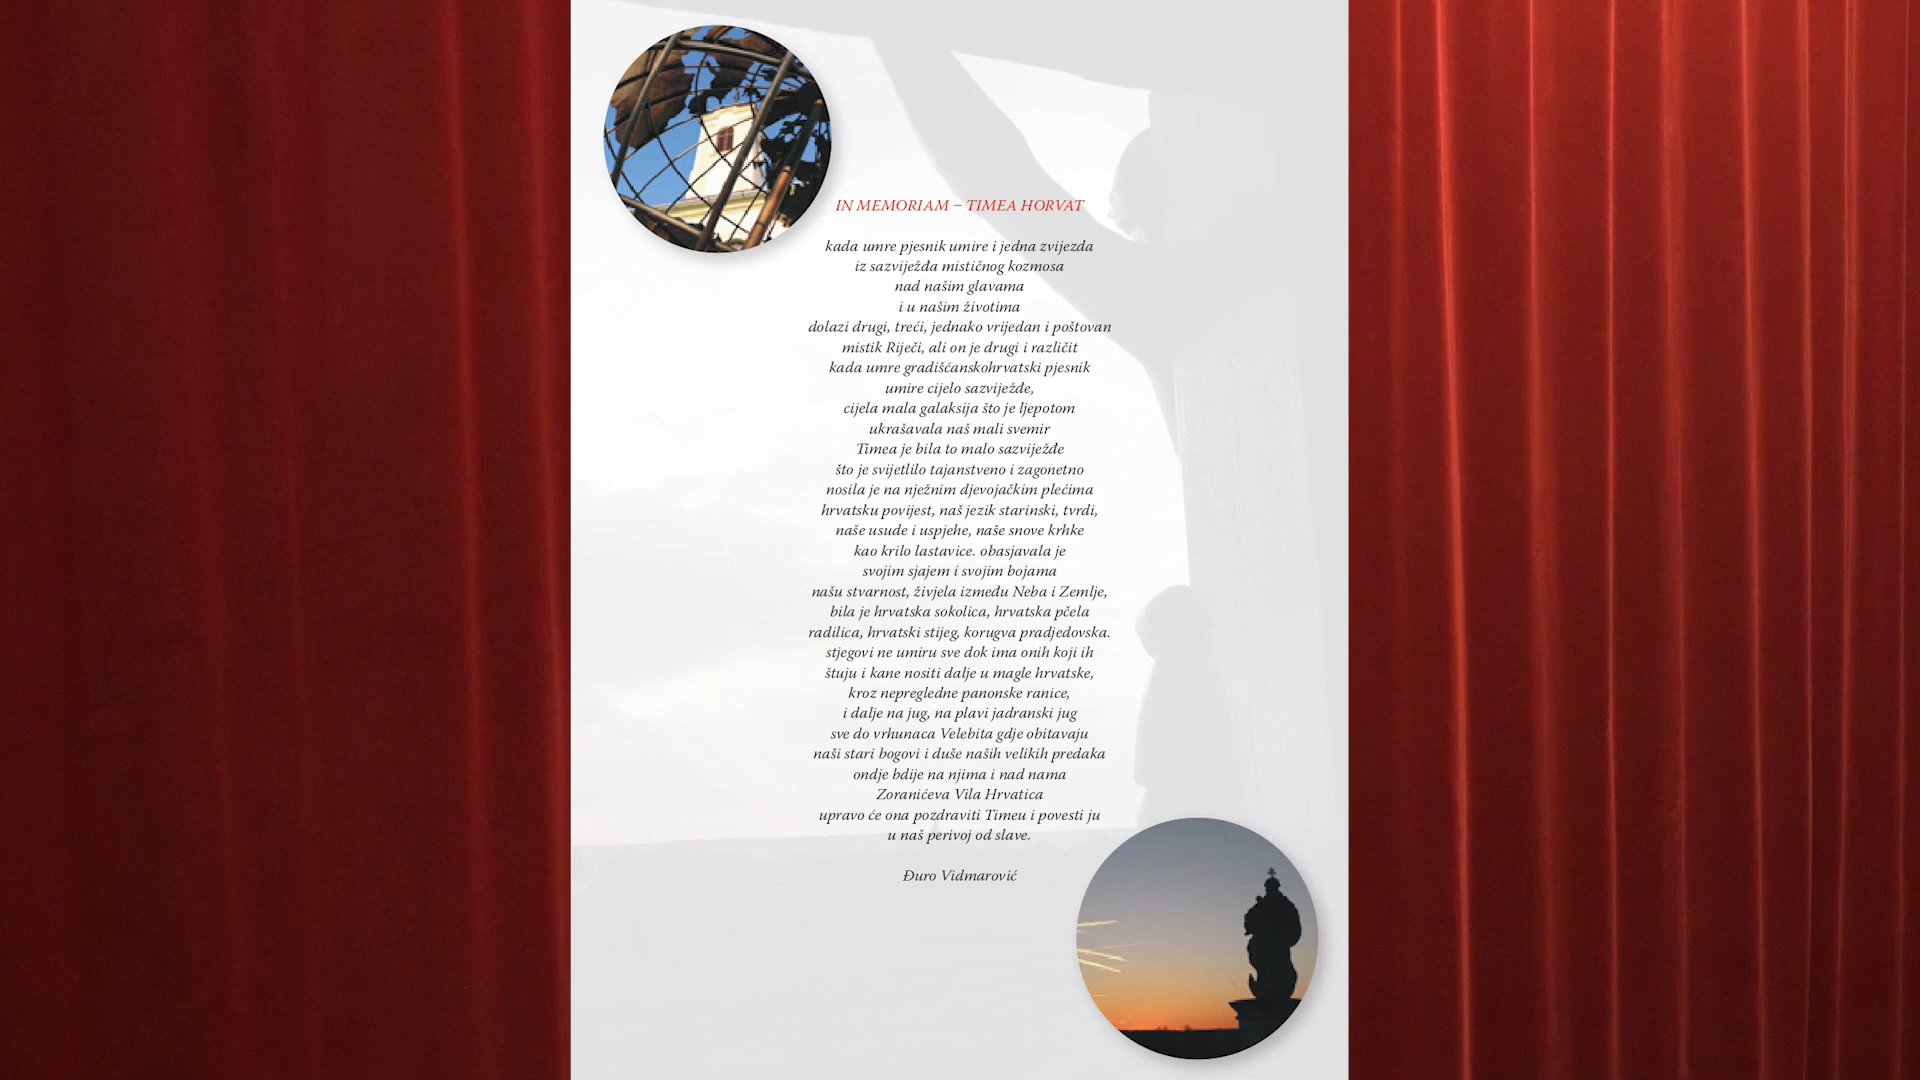 IN MEMORIAM – TIMEA HORVAT
kada umre pjesnik umire i jedna zvijezda
iz sazviježđa mističnog kozmosa
nad našim glavama
i u našim životima
dolazi drugi, treći, jednako vrijedan i poštovan
mistik Riječi, ali on je drugi i različit
kada umre gradišćanskohrvatski pjesnik
umire cijelo sazviježđe,
cijela mala galaksija što je ljepotom
ukrašavala naš mali svemir
Timea je bila to malo sazviježđe
što je svijetlilo tajanstveno i zagonetno
nosila je na nježnim djevojačkim plećima
hrvatsku povijest, naš jezik starinski, tvrdi,
naše usude i uspjehe, naše snove krhke
kao krilo lastavice. obasjavala je
svojim sjajem i svojim bojama
našu stvarnost, živjela između Neba i Zemlje,
bila je hrvatska sokolica, hrvatska pčela
radilica, hrvatski stijeg, korugva pradjedovska.
stjegovi ne umiru sve dok ima onih koji ih
štuju i kane nositi dalje u magle hrvatske,
kroz nepregledne panonske ranice,
i dalje na jug, na plavi jadranski jug
sve do vrhunaca Velebita gdje obitavaju
naši stari bogovi i duše naših velikih predaka
ondje bdije na njima i nad nama
Zoranićeva Vila Hrvatica
upravo će ona pozdraviti Timeu i povesti ju
u naš perivoj od slave.
Đuro Vidmarović